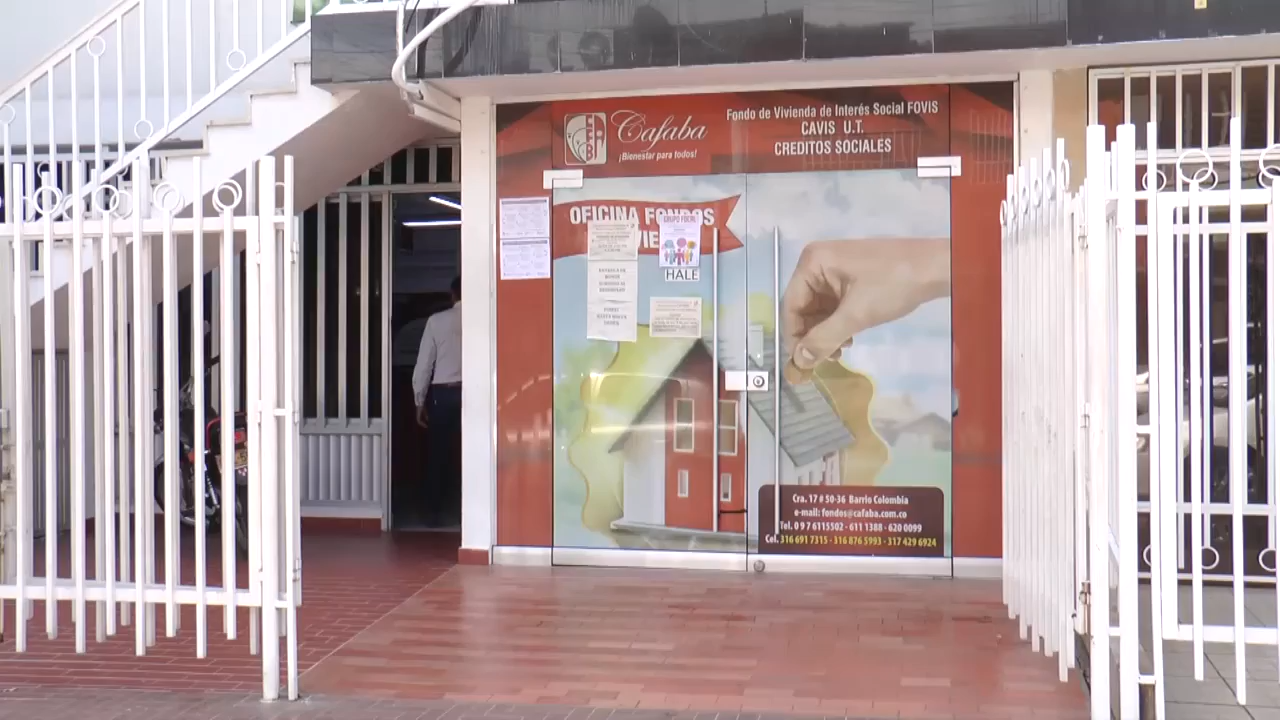 Cafaba
¡Bienestar para todos!
Fondo de Vivienda de Interés Social FOVIS
CAVIS U.T.
CREDITOS SOCIALES
OFICINA FONDOS
GRUPO FOCAL
HALE
Cra. 17 # 50-36 Barrio Colombia
e-mail: fondos@cafaba.com.co
Tel. 0 9 7 6115502 - 611 1388 - 620 0099
Cel. 316 691 7315 - 316 876 5993 - 317 429 6924